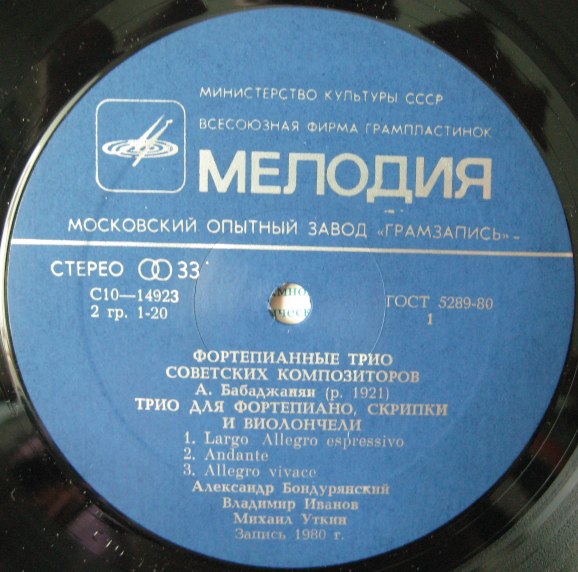 МИНИСТЕРСТВО КУЛЬТУРЫ СССР
ВСЕСОЮЗНАЯ ФИРМА ГРАМПЛАСТИНОК
МЕЛОДИЯ
МОСКОВСКИЙ ОПЫТНЫЙ ЗАВОД «ГРАМЗАПИСЬ»
СТЕРЕО 33
С10—14923
2 гр. 1-20
ГОСТ 5289-80
1
ФОРТЕПИАННЫЕ ТРИО
СОВЕТСКИХ КОМПОЗИТОРОВ
А. Бабаджанян (р. 1921)
ТРИО ДЛЯ ФОРТЕПИАНО, СКРИПКИ
И ВИОЛОНЧЕЛИ
1. Largo Allegro espressivo
2. Andante
3. Allegro vivace
Александр Бондурянский
Владимир Иванов
Михаил Уткин
Запись 1980 г.